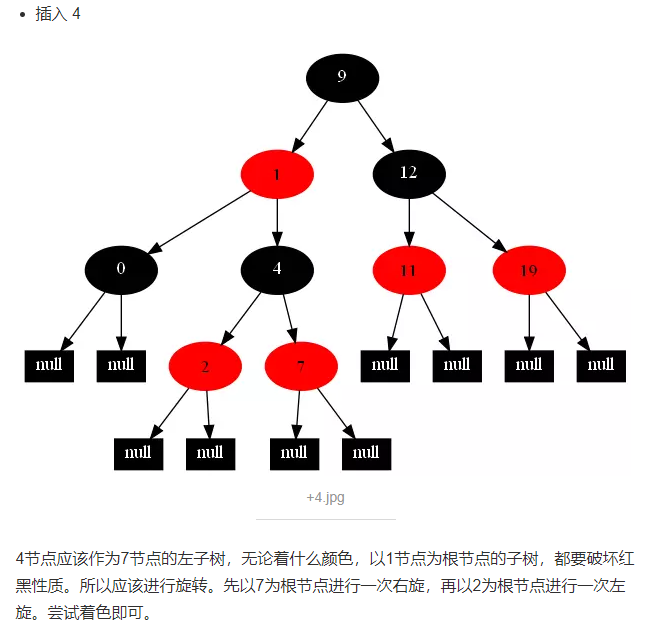 插入 4
9
1 12
0 4 11 19
null null 2 7 null null null null
null null null null
+4.jpg
4节点应该作为7节点的左子树，无论着什么颜色，以1节点为根节点的子树，都要破坏红
黑性质。所以应该进行旋转。先以7为根节点进行一次右旋，再以2为根节点进行一次左
旋。尝试着色即可。